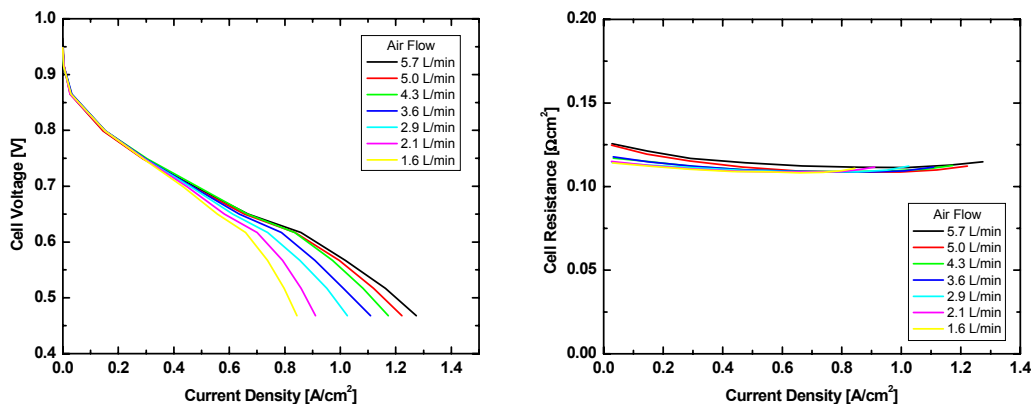 1.0
0.9
0.8
0.7
0.6
0.5
0.4
Cell Voltage [V]
0.0 0.2 0.4 0.6 0.8 1.0 1.2 1.4
Current Density [A/cm²]
Air Flow
5.7 L/min
5.0 L/min
4.3 L/min
3.6 L/min
2.9 L/min
2.1 L/min
1.6 L/min
0.20
0.15
0.10
0.05
0.00
Cell Resistance [Ωcm²]
0.0 0.2 0.4 0.6 0.8 1.0 1.2 1.4
Current Density [A/cm²]
Air Flow
5.7 L/min
5.0 L/min
4.3 L/min
3.6 L/min
2.9 L/min
2.1 L/min
1.6 L/min